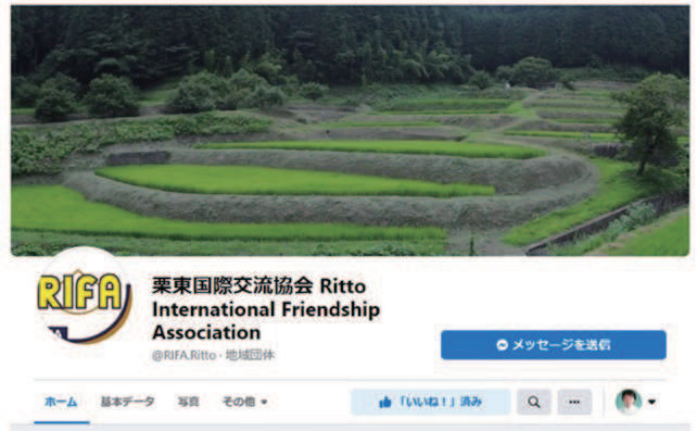 RIFA
栗東国際交流協会 Ritto
International Friendship
Association
@RIFA.Ritto · 地域団体
メッセージを送信
ホーム 基本データ 写真 その他
「いいね！」済み